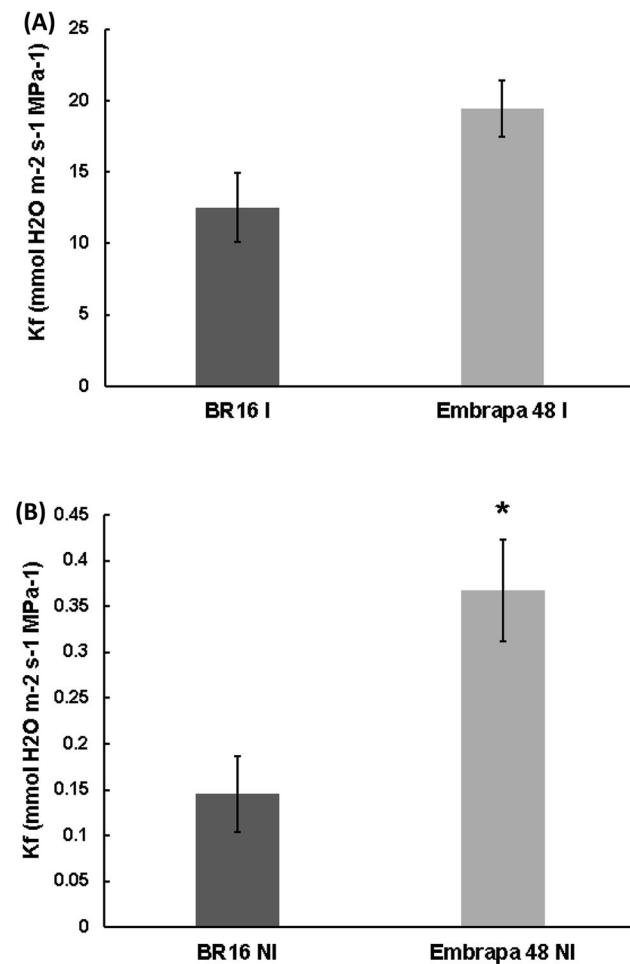 (A)
Kf (mmol H2O m-2 s-1 MPa-1)
25
20
15
10
5
0
BR16 I Embrapa 48 I
(B)
Kf (mmol H2O m-2 s-1 MPa-1)
0.45
0.4
0.35
0.3
0.25
0.2
0.15
0.1
0.05
0
*
BR16 NI Embrapa 48 NI